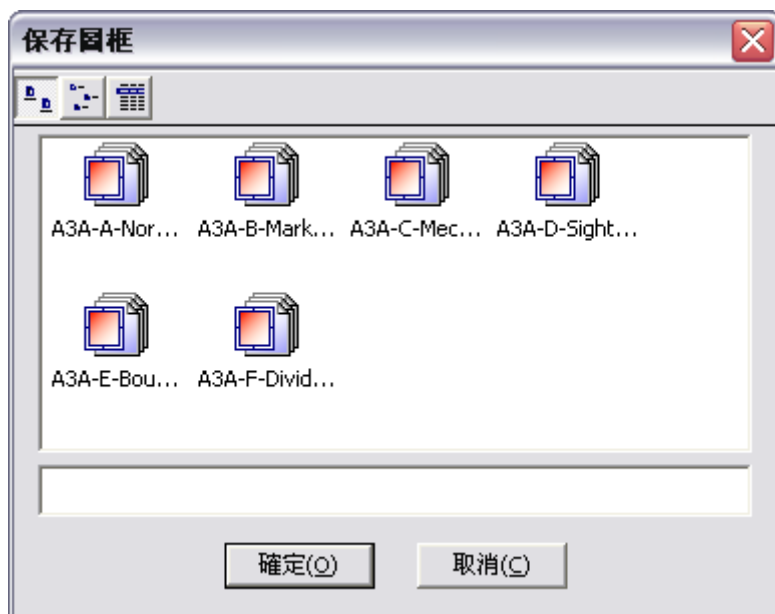 保存圖框
A3A-A-Nor... A3A-B-Mark... A3A-C-Mec... A3A-D-Sight...
A3A-E-Bou... A3A-F-Divid...
確定(O) 取消(C)